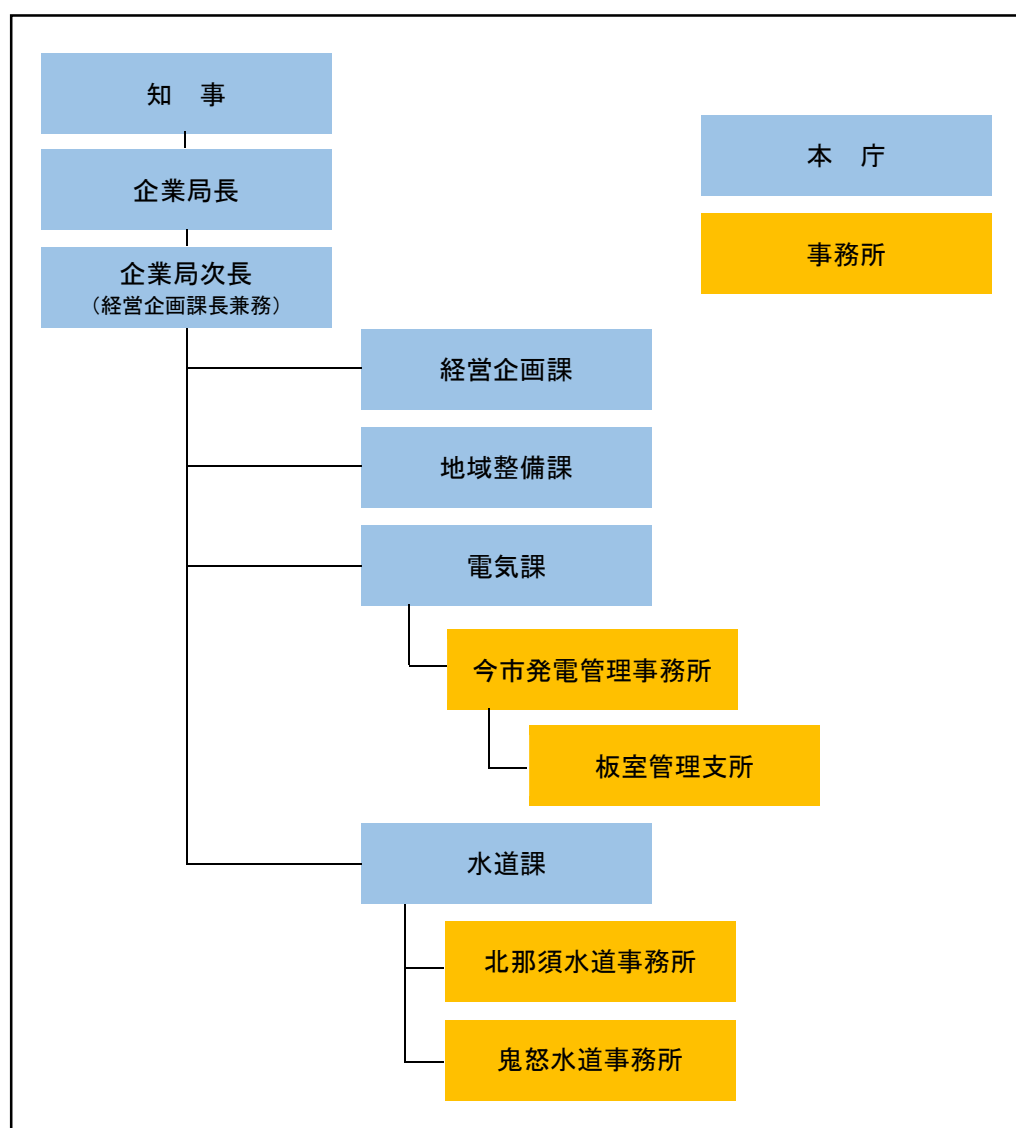 知　事
企業局長
企業局次長
（経営企画課長兼務）
本　庁
事務所
経営企画課
地域整備課
電気課
今市発電管理事務所
板室管理支所
水道課
北那須水道事務所
鬼怒水道事務所